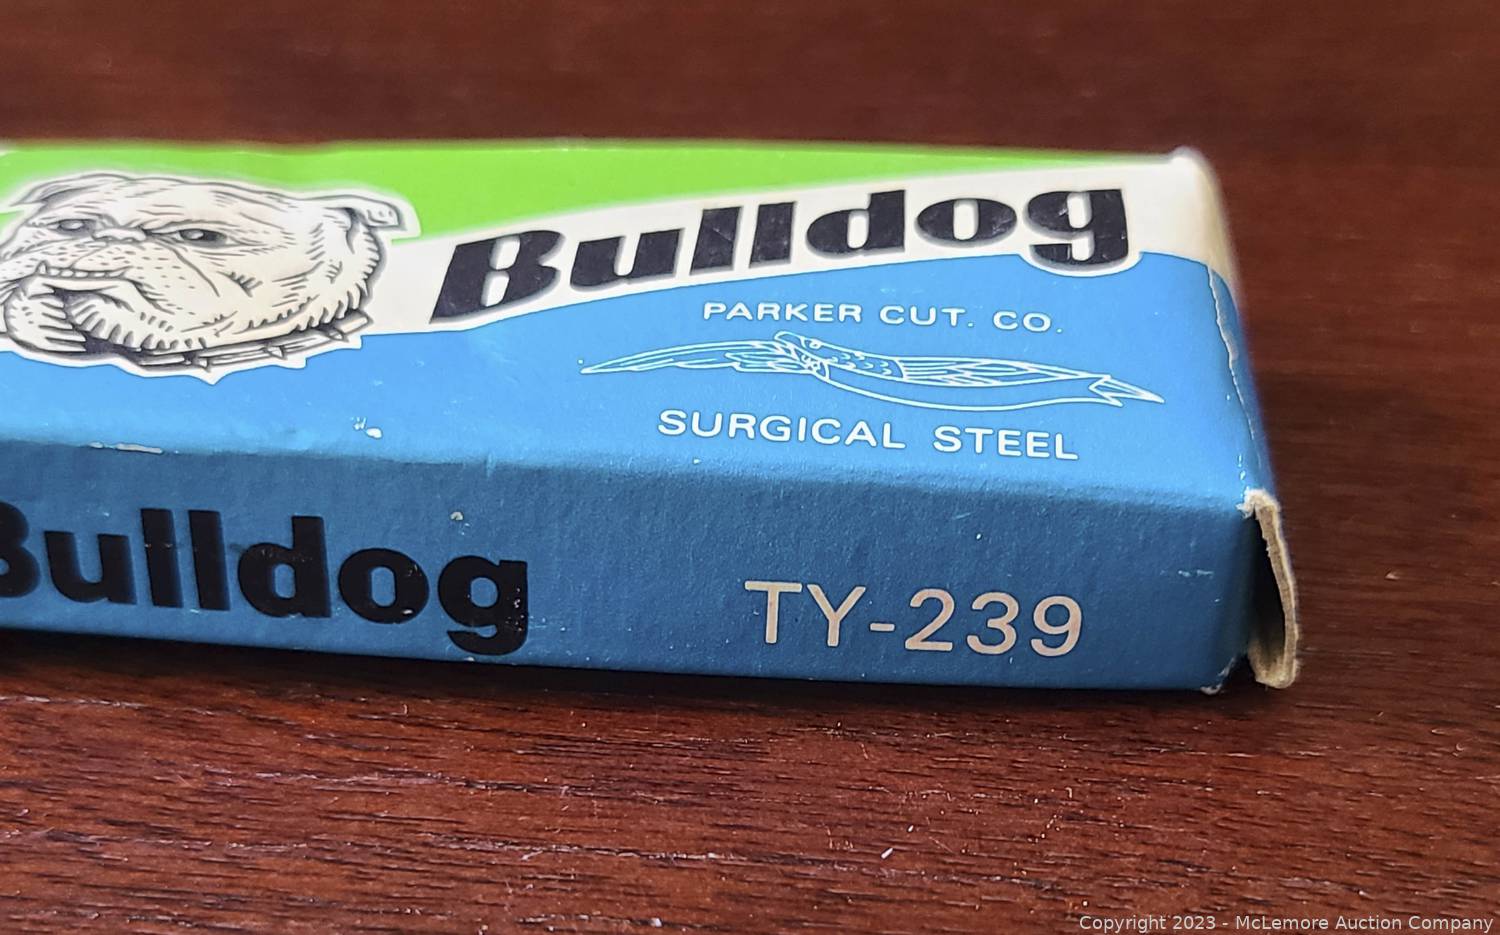 Bulldog
PARKER CUT. CO.
SURGICAL STEEL
Bulldog
TY-239
Copyright 2023 - McLemore Auction Company